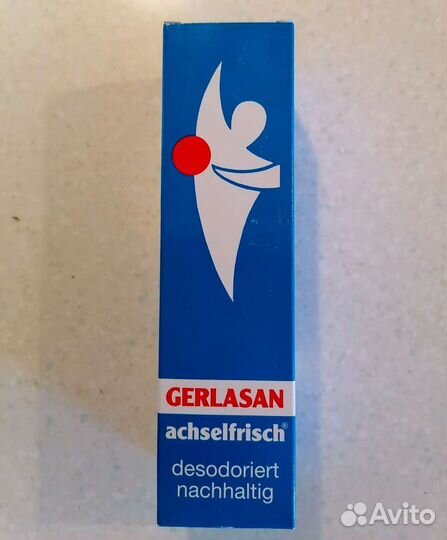 GERLASAN
achselfrisch®
desodoriert
nachhaltig
Avito